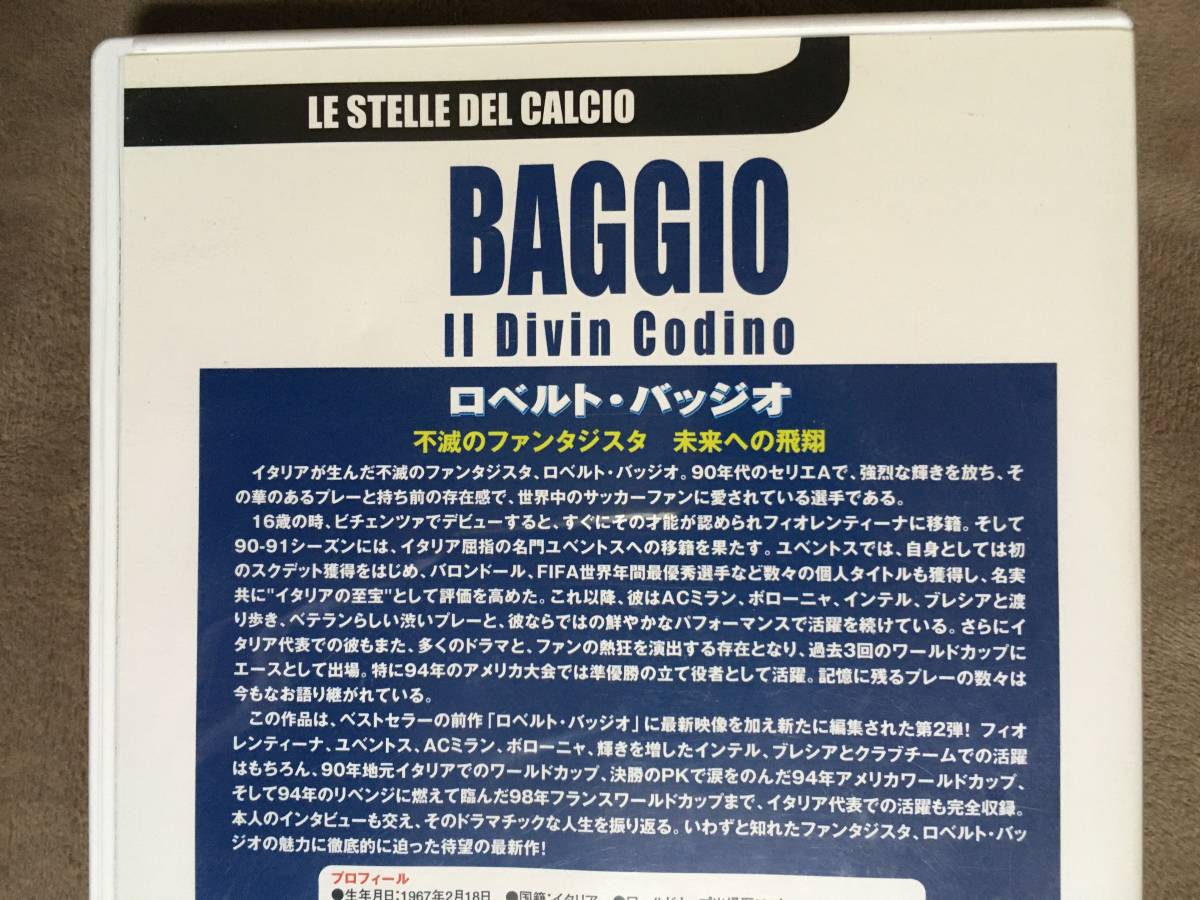 LE STELLE DEL CALCIO
BAGGIO
Il Divin Codino
ロベルト・バッジオ
不滅のファンタジスタ　未来への飛翔
イタリアが生んだ不滅のファンタジスタ、ロベルト・バッジオ。90年代のセリエAで、強烈な輝きを放ち、そ
の華のあるプレーと持ち前の存在感で、世界中のサッカーファンに愛されている選手である。
16歳の時、ビチェンツァでデビューすると、すぐにその才能が認められフィオレンティーナに移籍。そして
90-91シーズンには、イタリア屈指の名門ユベントスへの移籍を果たす。ユベントスでは、自身としては初
のスクデット獲得をはじめ、バロンドール、FIFA世界年間最優秀選手など数々の個人タイトルも獲得し、名実
共に"イタリアの至宝"として評価を高めた。これ以降、彼はACミラン、ボローニャ、インテル、ブレシアと渡
り歩き、ベテランらしい渋いプレーと、彼ならではの鮮やかなパフォーマンスで活躍を続けている。さらにイ
タリア代表での彼もまた、多くのドラマと、ファンの熱狂を演出する存在となり、過去3回のワールドカップに
エースとして出場。特に94年のアメリカ大会では準優勝の立て役者として活躍。記憶に残るプレーの数々は
今もなお語り継がれている。
この作品は、ベストセラーの前作「ロベルト・バッジオ」に最新映像を加え新たに編集された第2弾! フィオ
レンティーナ、ユベントス、ACミラン、ボローニャ、輝きを増したインテル、ブレシアとクラブチームでの活躍
はもちろん、90年地元イタリアでのワールドカップ、決勝のPKで涙をのんだ94年アメリカワールドカップ、
そして94年のリベンジに燃えて臨んだ98年フランスワールドカップまで、イタリア代表での活躍も完全収録。
本人のインタビューも交え、そのドラマチックな人生を振り返る。いわずと知れたファンタジスタ、ロベルト・バッ
ジオの魅力に徹底的に迫った待望の最新作!
プロフィール
●生年月日:1967年2月18日　●国籍:イタリア　●ワールドカップ出場